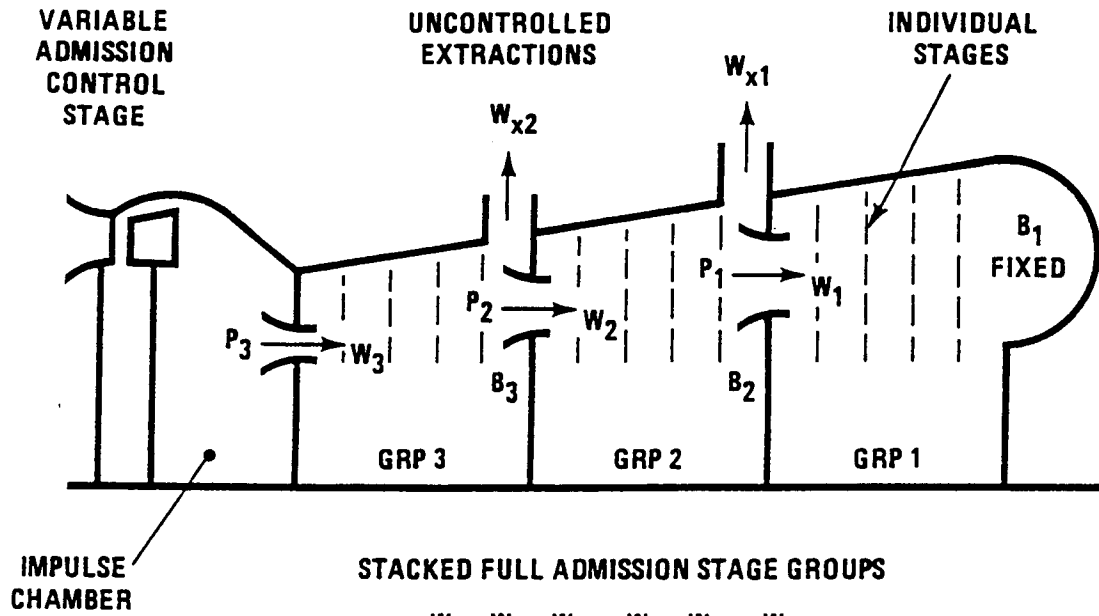 VARIABLE
ADMISSION
CONTROL
STAGE
UNCONTROLLED
EXTRACTIONS
INDIVIDUAL
STAGES
Wx1
Wx2
B1
FIXED
P1
W1
P2
W2
P3
W3
B3
B2
GRP 3
GRP 2
GRP 1
IMPULSE
CHAMBER
STACKED FULL ADMISSION STAGE GROUPS